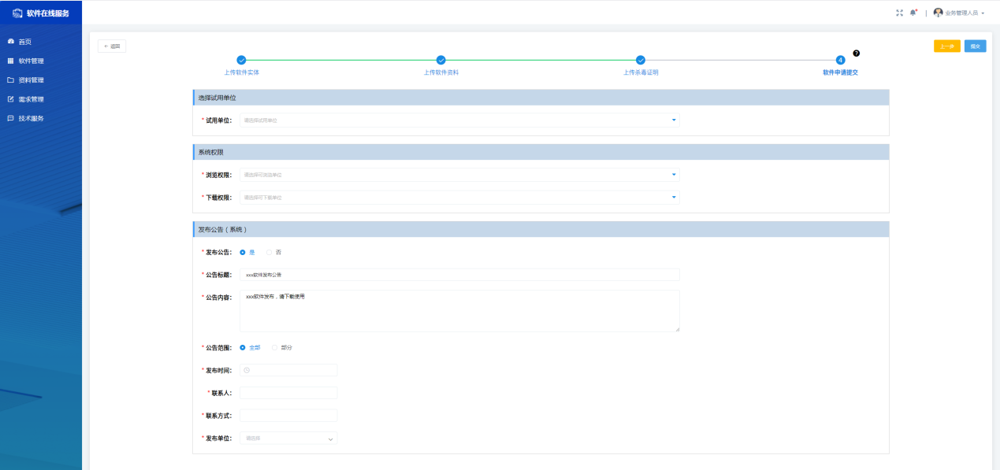 软件在线服务
业务管理人员
首页
软件管理
资料管理
需求管理
技术服务
← 返回
上一步
提交
?
4
上传软件实体
上传软件资料
上传杀毒证明
软件申请提交
选择试用单位
* 试用单位: 请选择试用单位
系统权限
* 浏览权限: 请选择可浏览单位
* 下载权限: 请选择可下载单位
发布公告 ( 系统 )
* 发布公告: 是 否
* 公告标题: xxx软件发布公告
* 公告内容: xxx软件发布，请下载使用
* 公告范围: 全部 部分
* 发布时间:
* 联系人:
* 联系方式:
* 发布单位: 请选择